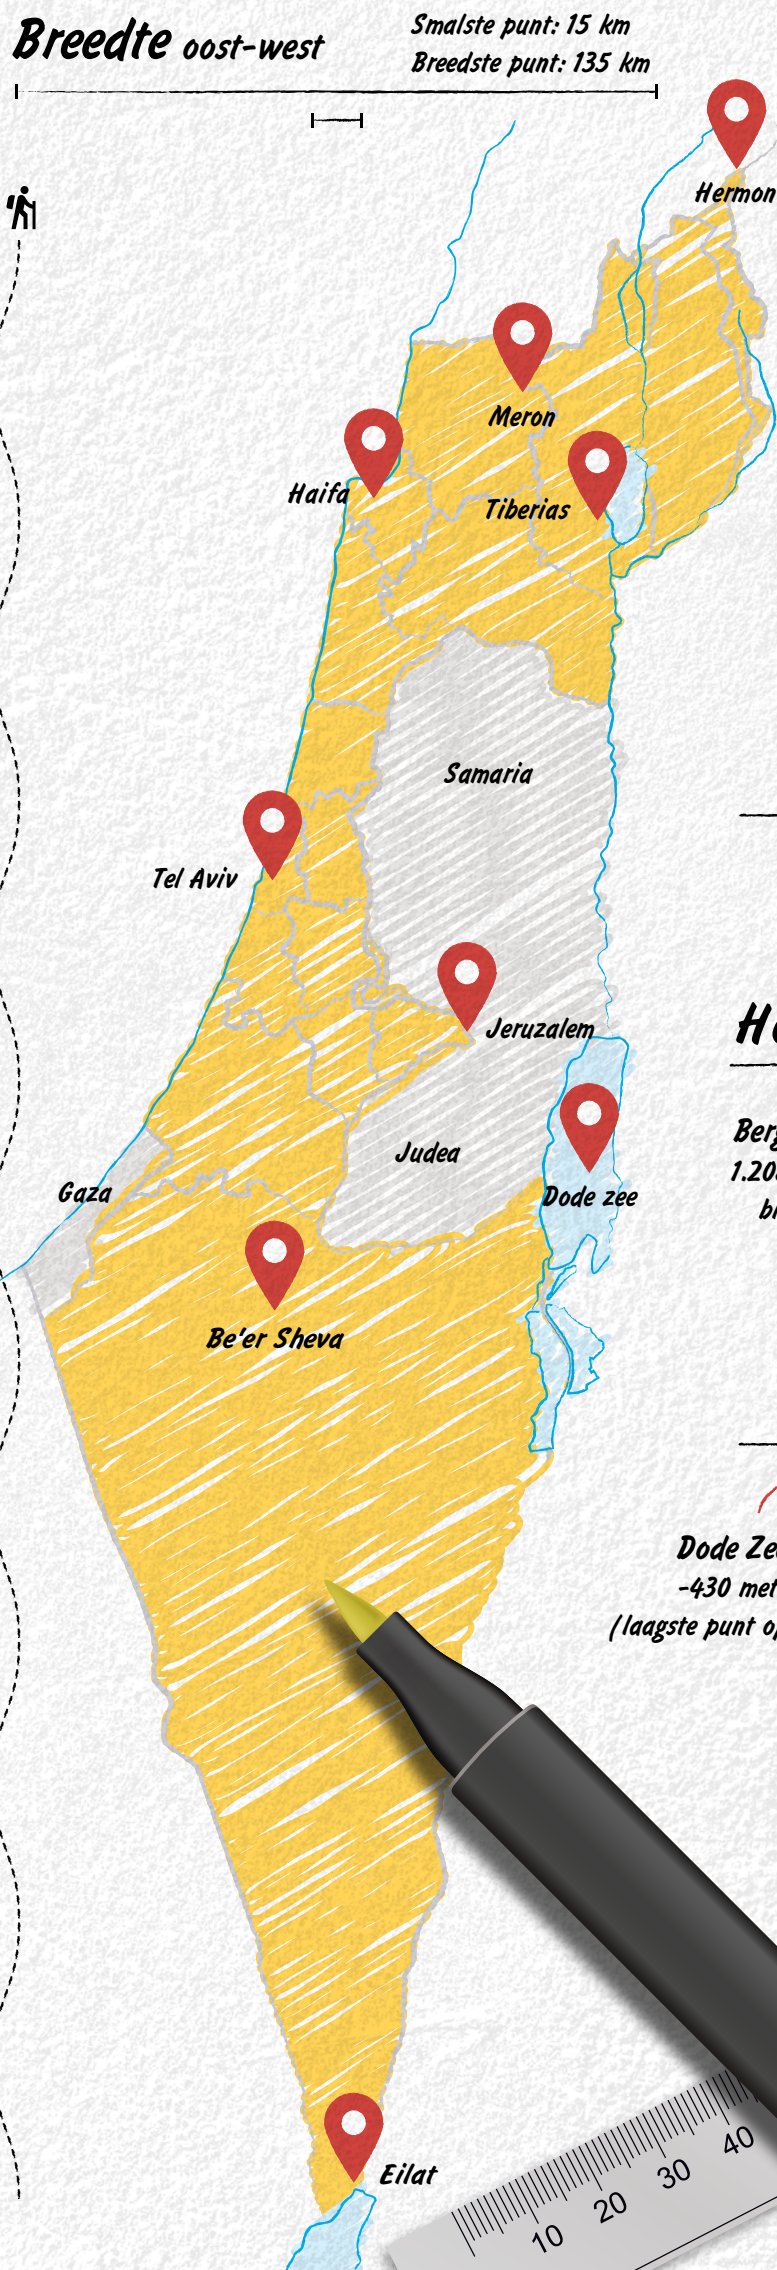 Breedte oost-west
Smalste punt: 15 km
Breedste punt: 135 km
Hermon
Meron
Haifa
Tiberias
Samaria
Tel Aviv
Jeruzalem
Judea
Gaza
Dode zee
Be'er Sheva
Dode Ze
-430 met
(laagste punt o
Eilat
10 20 30 40